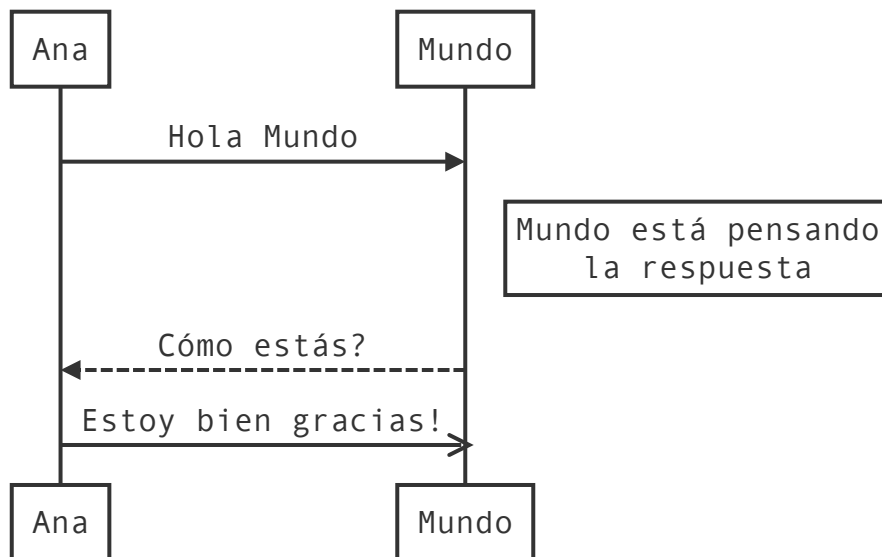 Ana
Mundo
Hola Mundo
Mundo está pensando
la respuesta
Cómo estás?
Estoy bien gracias!
Ana
Mundo